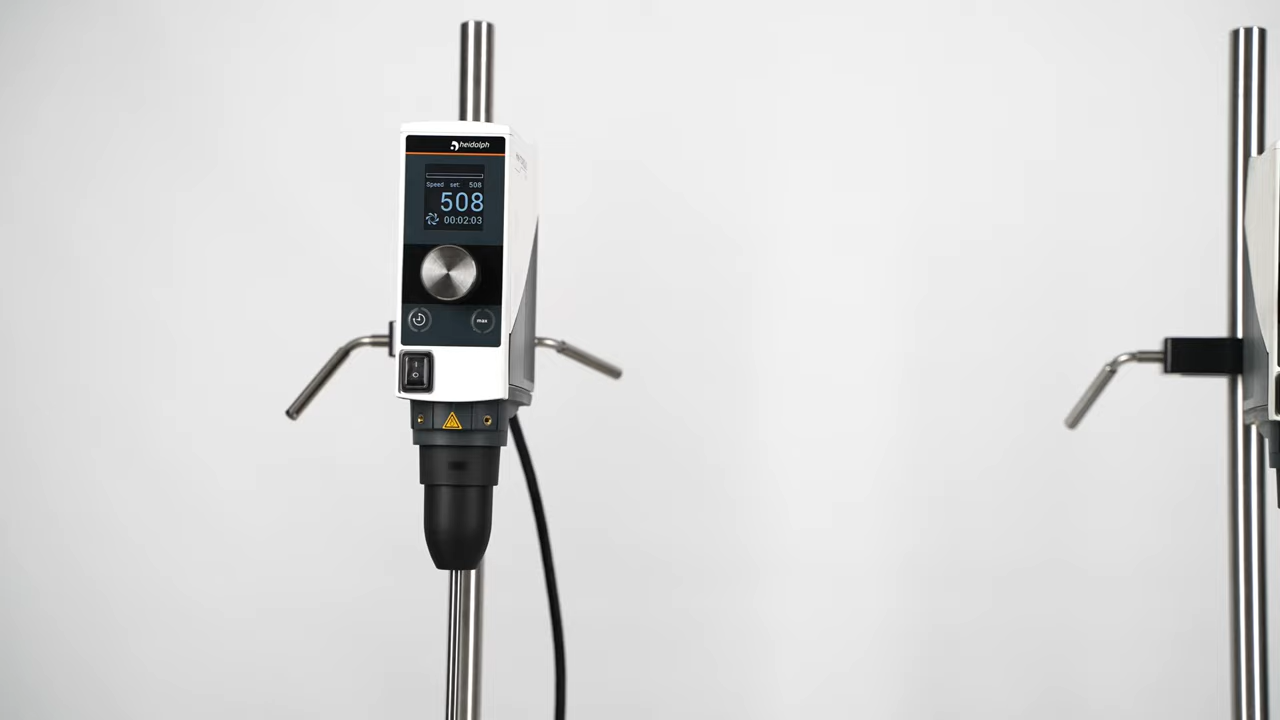 heidolph
Speed set: 508
508
00:02:03
max